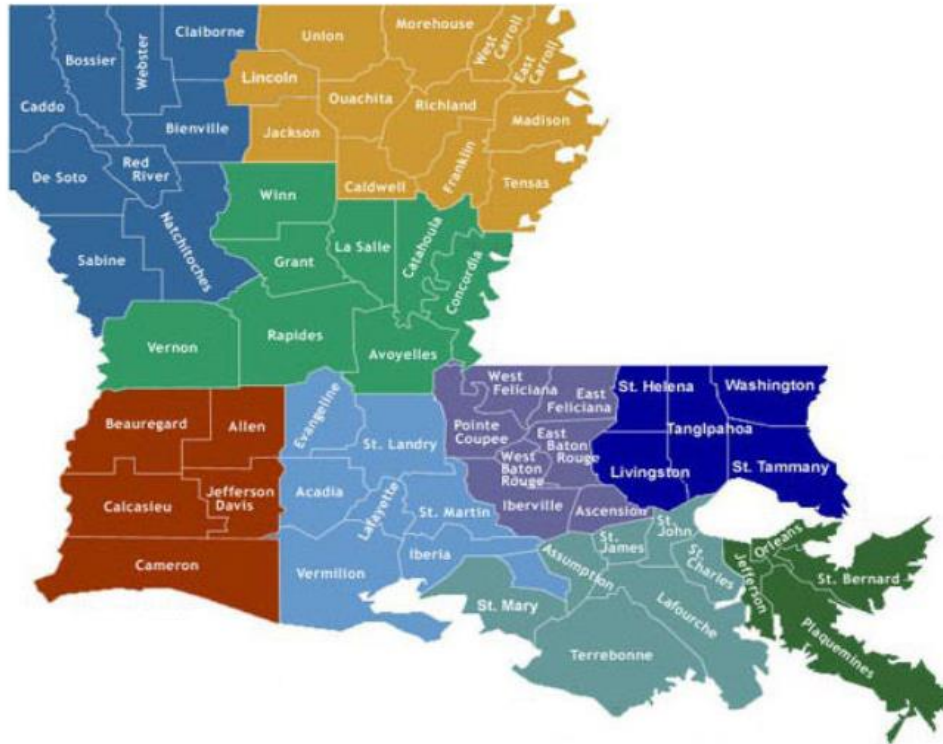 Claiborne
Union
Morehouse
West
Carroll
East
Carroll
Bossier
Webster
Lincoln
Caddo
Ouachita
Richland
Madison
Bienville
Jackson
Franklin
De Soto
Red
River
Caldwell
Tensas
Winn
Natchitoches
La Salle
Catahoula
Sabine
Grant
Concordia
Vernon
Rapides
Avoyelles
West
Feliciana
East
Feliciana
St. Helena
Washington
Beauregard
Allen
Evangeline
St. Landry
Pointe
Coupee
East
Baton
Rouge
Tanglpahoa
West
Baton
Rouge
Livingston
St. Tammany
Calcasieu
Jefferson
Davis
Acadia
Lafayette
St. Martin
Iberville
Ascension
Cameron
Vermilion
Iberia
Assumption
St.
James
St.
John
St.
Charles
Jefferson
Orleans
St. Bernard
St. Mary
Lafourche
Plaquemines
Terrebonne